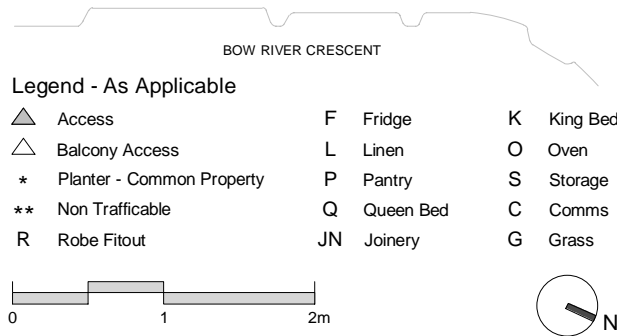 BOW RIVER CRESCENT
Legend - As Applicable
Access F Fridge K King Bed
Balcony Access L Linen O Oven
* Planter - Common Property P Pantry S Storage
** Non Trafficable Q Queen Bed C Comms
R Robe Fitout JN Joinery G Grass
0 1 2m
N